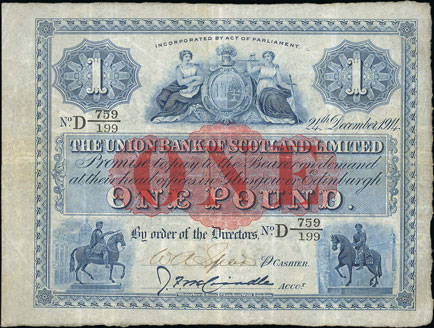 INCORPORATED BY ACT OF PARLIAMENT.
1
1
No D 759/199
24th December, 1914.
THE UNION BANK OF SCOTLAND LIMITED
Promise to pay to the Bearer on demand
at their head offices in Glasgow or Edinburgh
ONE
ONE POUND.
By order of the Directors, No D 759/199
P CASHIER.
ACCOT